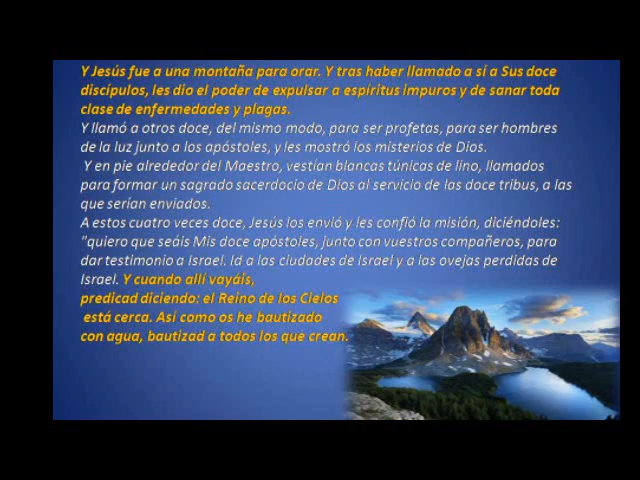 Y Jesús fue a una montaña para orar. Y tras haber llamado a sí a Sus doce
discípulos, les dio el poder de expulsar a espíritus impuros y de sanar toda
clase de enfermedades y plagas.
Y llamó a otros doce, del mismo modo, para ser profetas, para ser hombres
de la luz junto a los apóstoles, y les mostró los misterios de Dios.
Y en pie alrededor del Maestro, vestían blancas túnicas de lino, llamados
para formar un sagrado sacerdocio de Dios al servicio de las doce tribus, a las
que serían enviados.
A estos cuatro veces doce, Jesús los envió y les confió la misión, diciéndoles:
"quiero que seáis Mis doce apóstoles, junto con vuestros compañeros, para
dar testimonio a Israel. Id a las ciudades de Israel y a las ovejas perdidas de
Israel. Y cuando allí vayáis,
predicad diciendo: el Reino de los Cielos
está cerca. Así como os he bautizado
con agua, bautizad a todos los que crean.